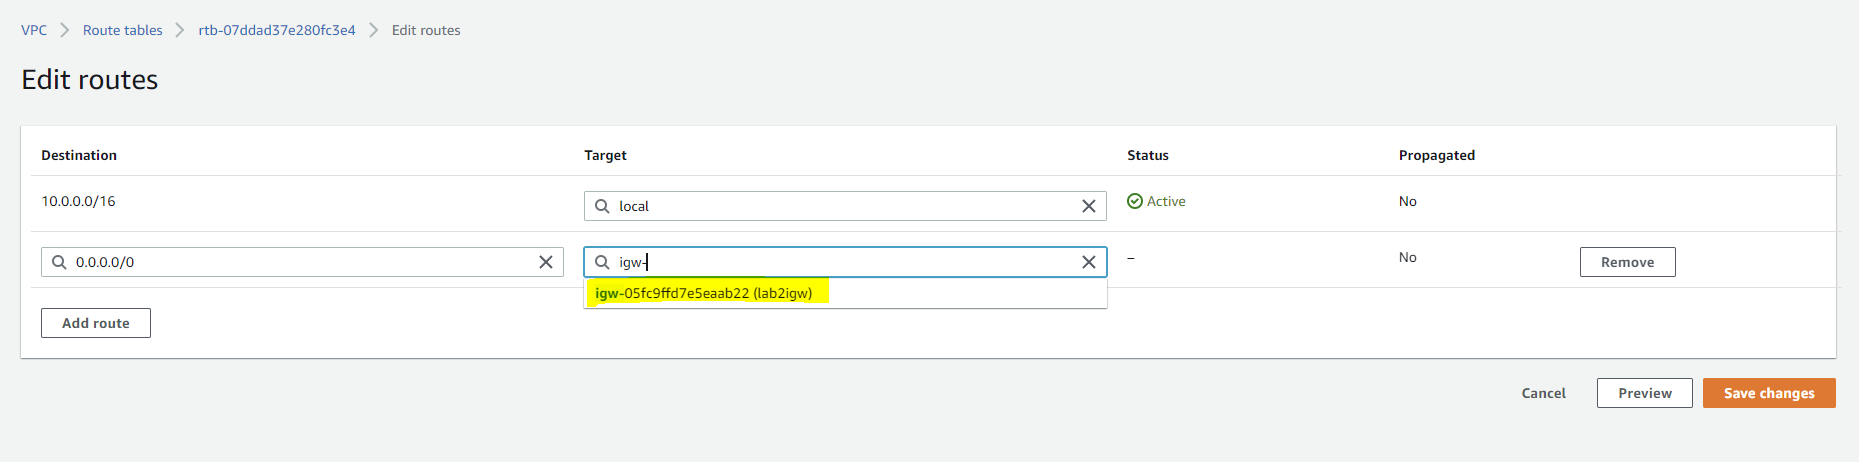 VPC > Route tables > rtb-07ddad37e280fc3e4 > Edit routes
Edit routes
Destination Target Status Propagated
10.0.0.0/16 local Active No
0.0.0.0/0 igw- – No Remove
igw-05fc9ffd7e5eaab22 (lab2igw)
Add route
Cancel Preview Save changes